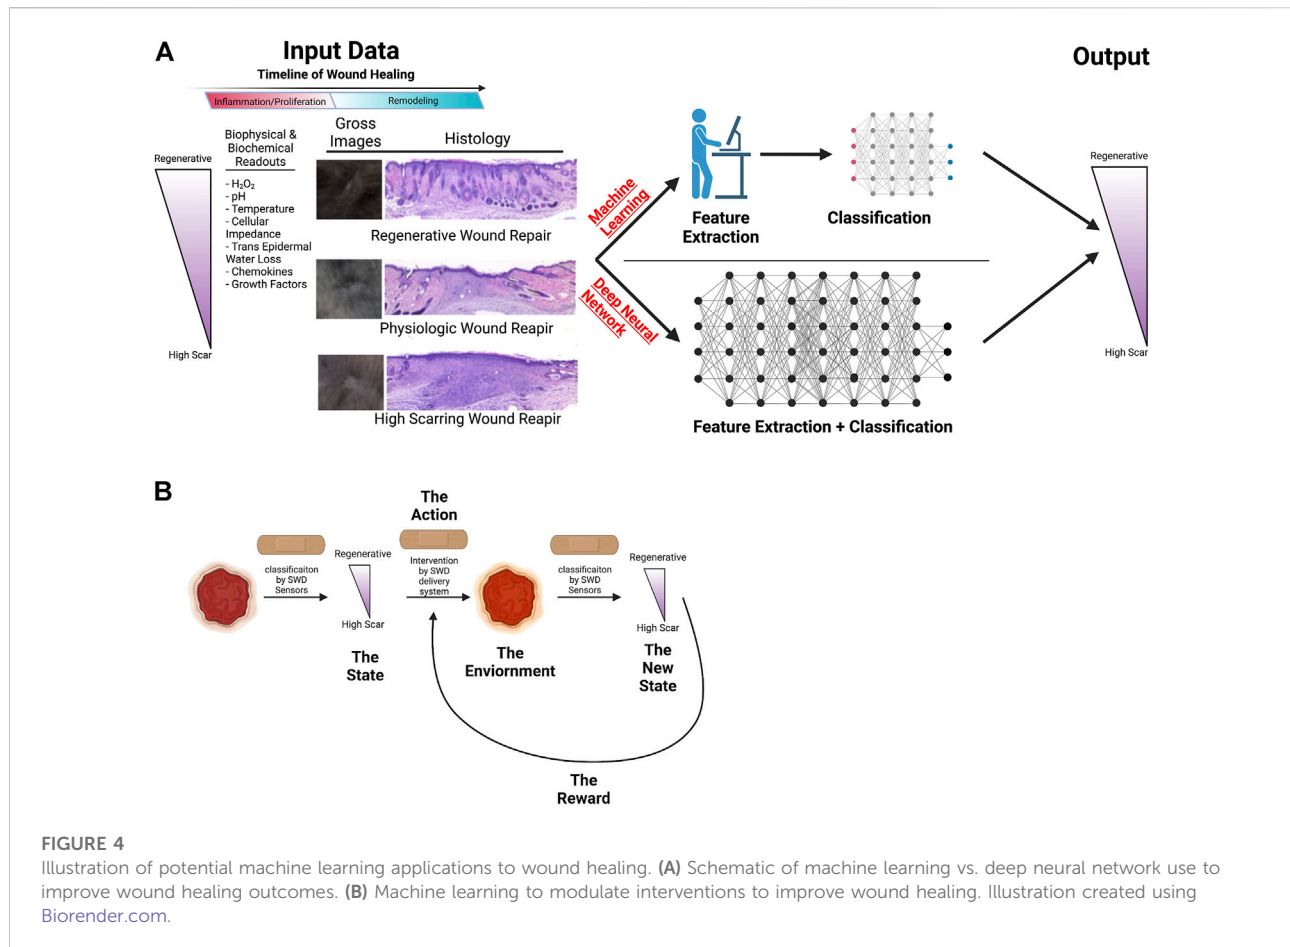 A
Input Data
Timeline of Wound Healing
Inflammation/Proliferation
Remodeling
Regenerative
High Scar
Biophysical &
Biochemical
Readouts
- H₂O₂
- pH
- Temperature
- Cellular
Impedance
- Trans Epidermal
Water Loss
- Chemokines
- Growth Factors
Gross
Images
Histology
Regenerative Wound Repair
Physiologic Wound Reapir
High Scarring Wound Reapir
Machine
Learning
Deep Neural
Network
Feature
Extraction
Classification
Feature Extraction + Classification
Output
Regenerative
High Scar
B
classificaiton
by SWD
Sensors
Regenerative
High Scar
The
State
The
Action
Intervention
by SWD
delivery
system
The
Enviornment
classification
by SWD
Sensors
Regenerative
High Scar
The
New
State
The
Reward
FIGURE 4
Illustration of potential machine learning applications to wound healing. (A) Schematic of machine learning vs. deep neural network use to
improve wound healing outcomes. (B) Machine learning to modulate interventions to improve wound healing. Illustration created using
Biorender.com.